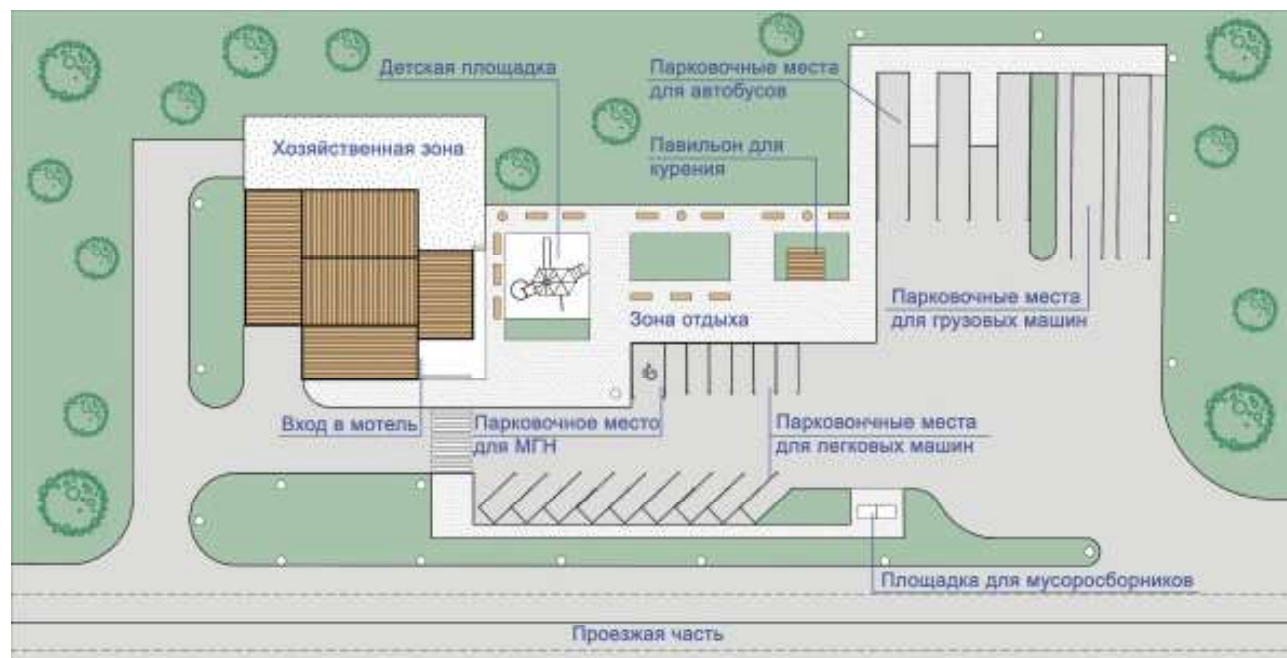 Детская площадка
Парковочные места
для автобусов
Хозяйственная зона
Павильон для
курения
Парковочные места
для грузовых машин
Зона отдыха
Вход в мотель
Парковочное место
для МГН
Парковончные места
для легковых машин
Площадка для мусоросборников
Проезжая часть